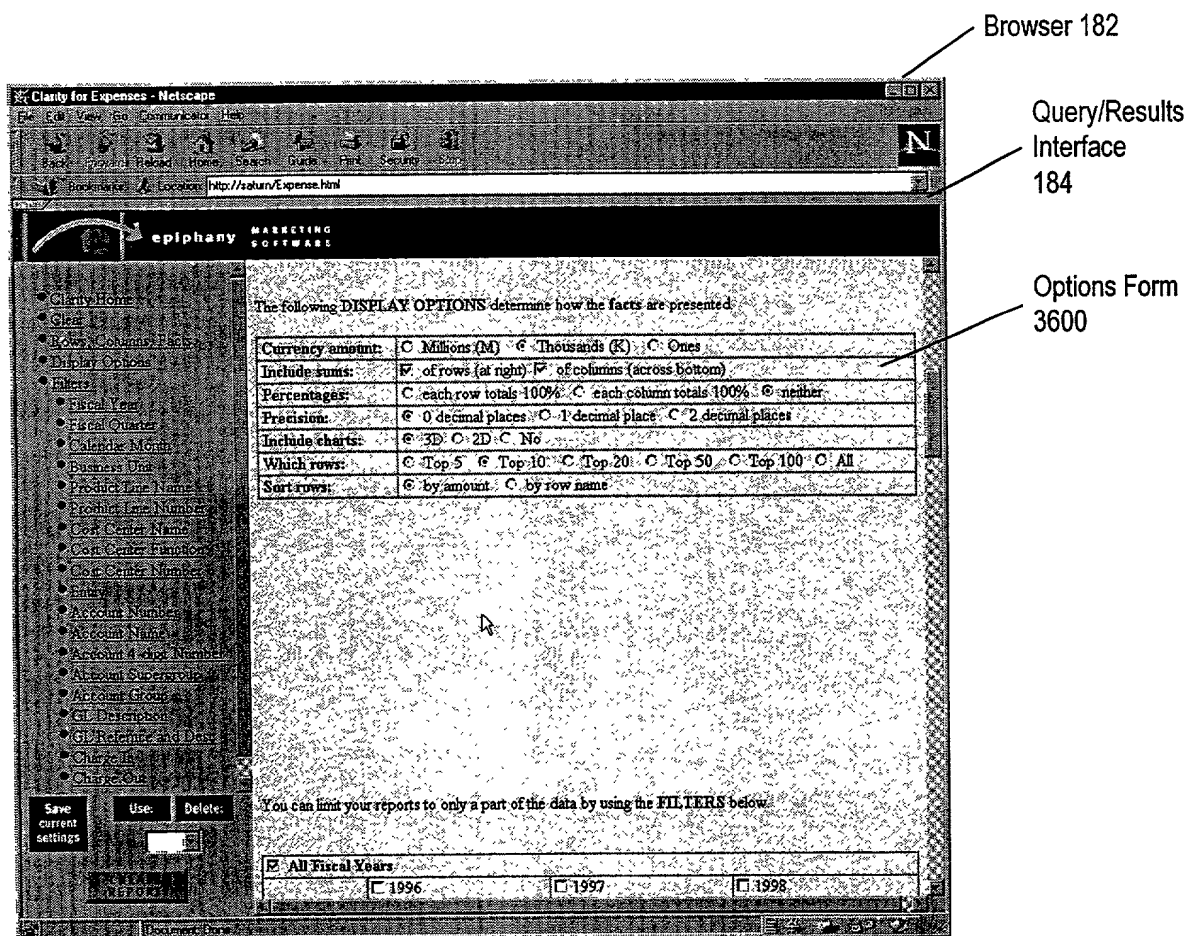 Browser 182
Query/Results
Interface
184
Options Form
3600
Clarity for Expenses - Netscape
File Edit View Go Communicator Help
Back Reload Home Search Guide Print Security Stop
Bookmarks Location: http://saturn/Expense.html
N
e
epiphany MARKETING
SOFTWARE
Clarity Home
Clear
Rows, Columns, Facts
Display Options
Filters
Fiscal Year
Fiscal Quarter
Calendar Month
Business Unit
Product Line Name
Product Line Number
Cost Center Name
Cost Center Function
Cost Center Number
Entity
Account Number
Account Name
Account 4-digit Number
Account Supergroup
Account Group
GL Description
GL Reference and Desc
Charge In
Charge Out
Save
current
settings
Use: Delete:
The following DISPLAY OPTIONS determine how the facts are presented
Currency amount: Millions (M) Thousands (K) Ones
Include sums: of rows (at right) of columns (across bottom)
Percentages: each row totals 100% each column totals 100% neither
Precision: 0 decimal places 1 decimal place 2 decimal places
Include charts: 3D 2D No
Which rows: Top 5 Top 10 Top 20 Top 50 Top 100 All
Sort rows: by amount by row name
You can limit your reports to only a part of the data by using the FILTERS below.
All Fiscal Years
1996 1997 1998
Document: Done